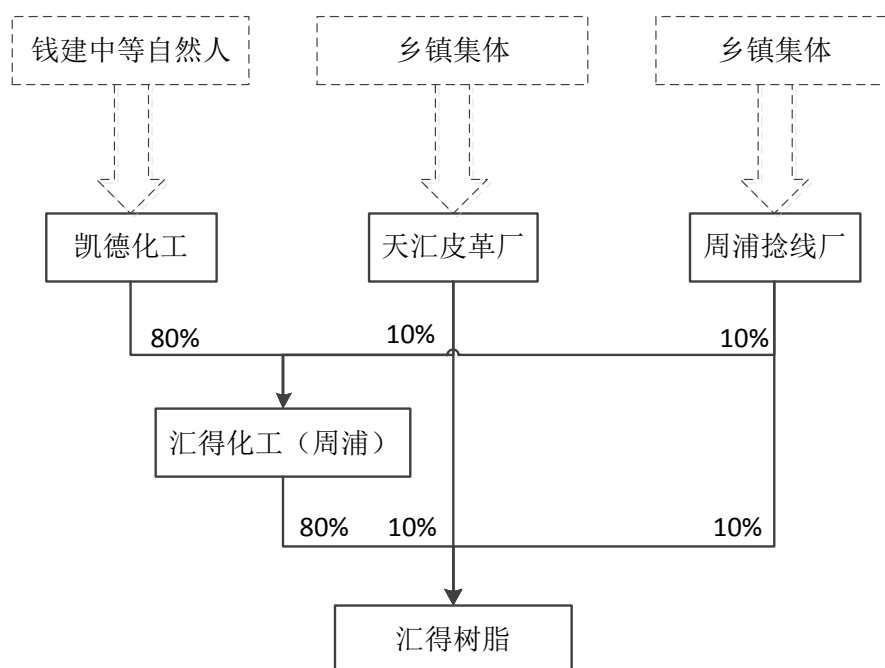 钱建中等自然人
乡镇集体
乡镇集体
凯德化工
天汇皮革厂
周浦捻线厂
80%
10%
10%
汇得化工（周浦）
80%
10%
10%
汇得树脂